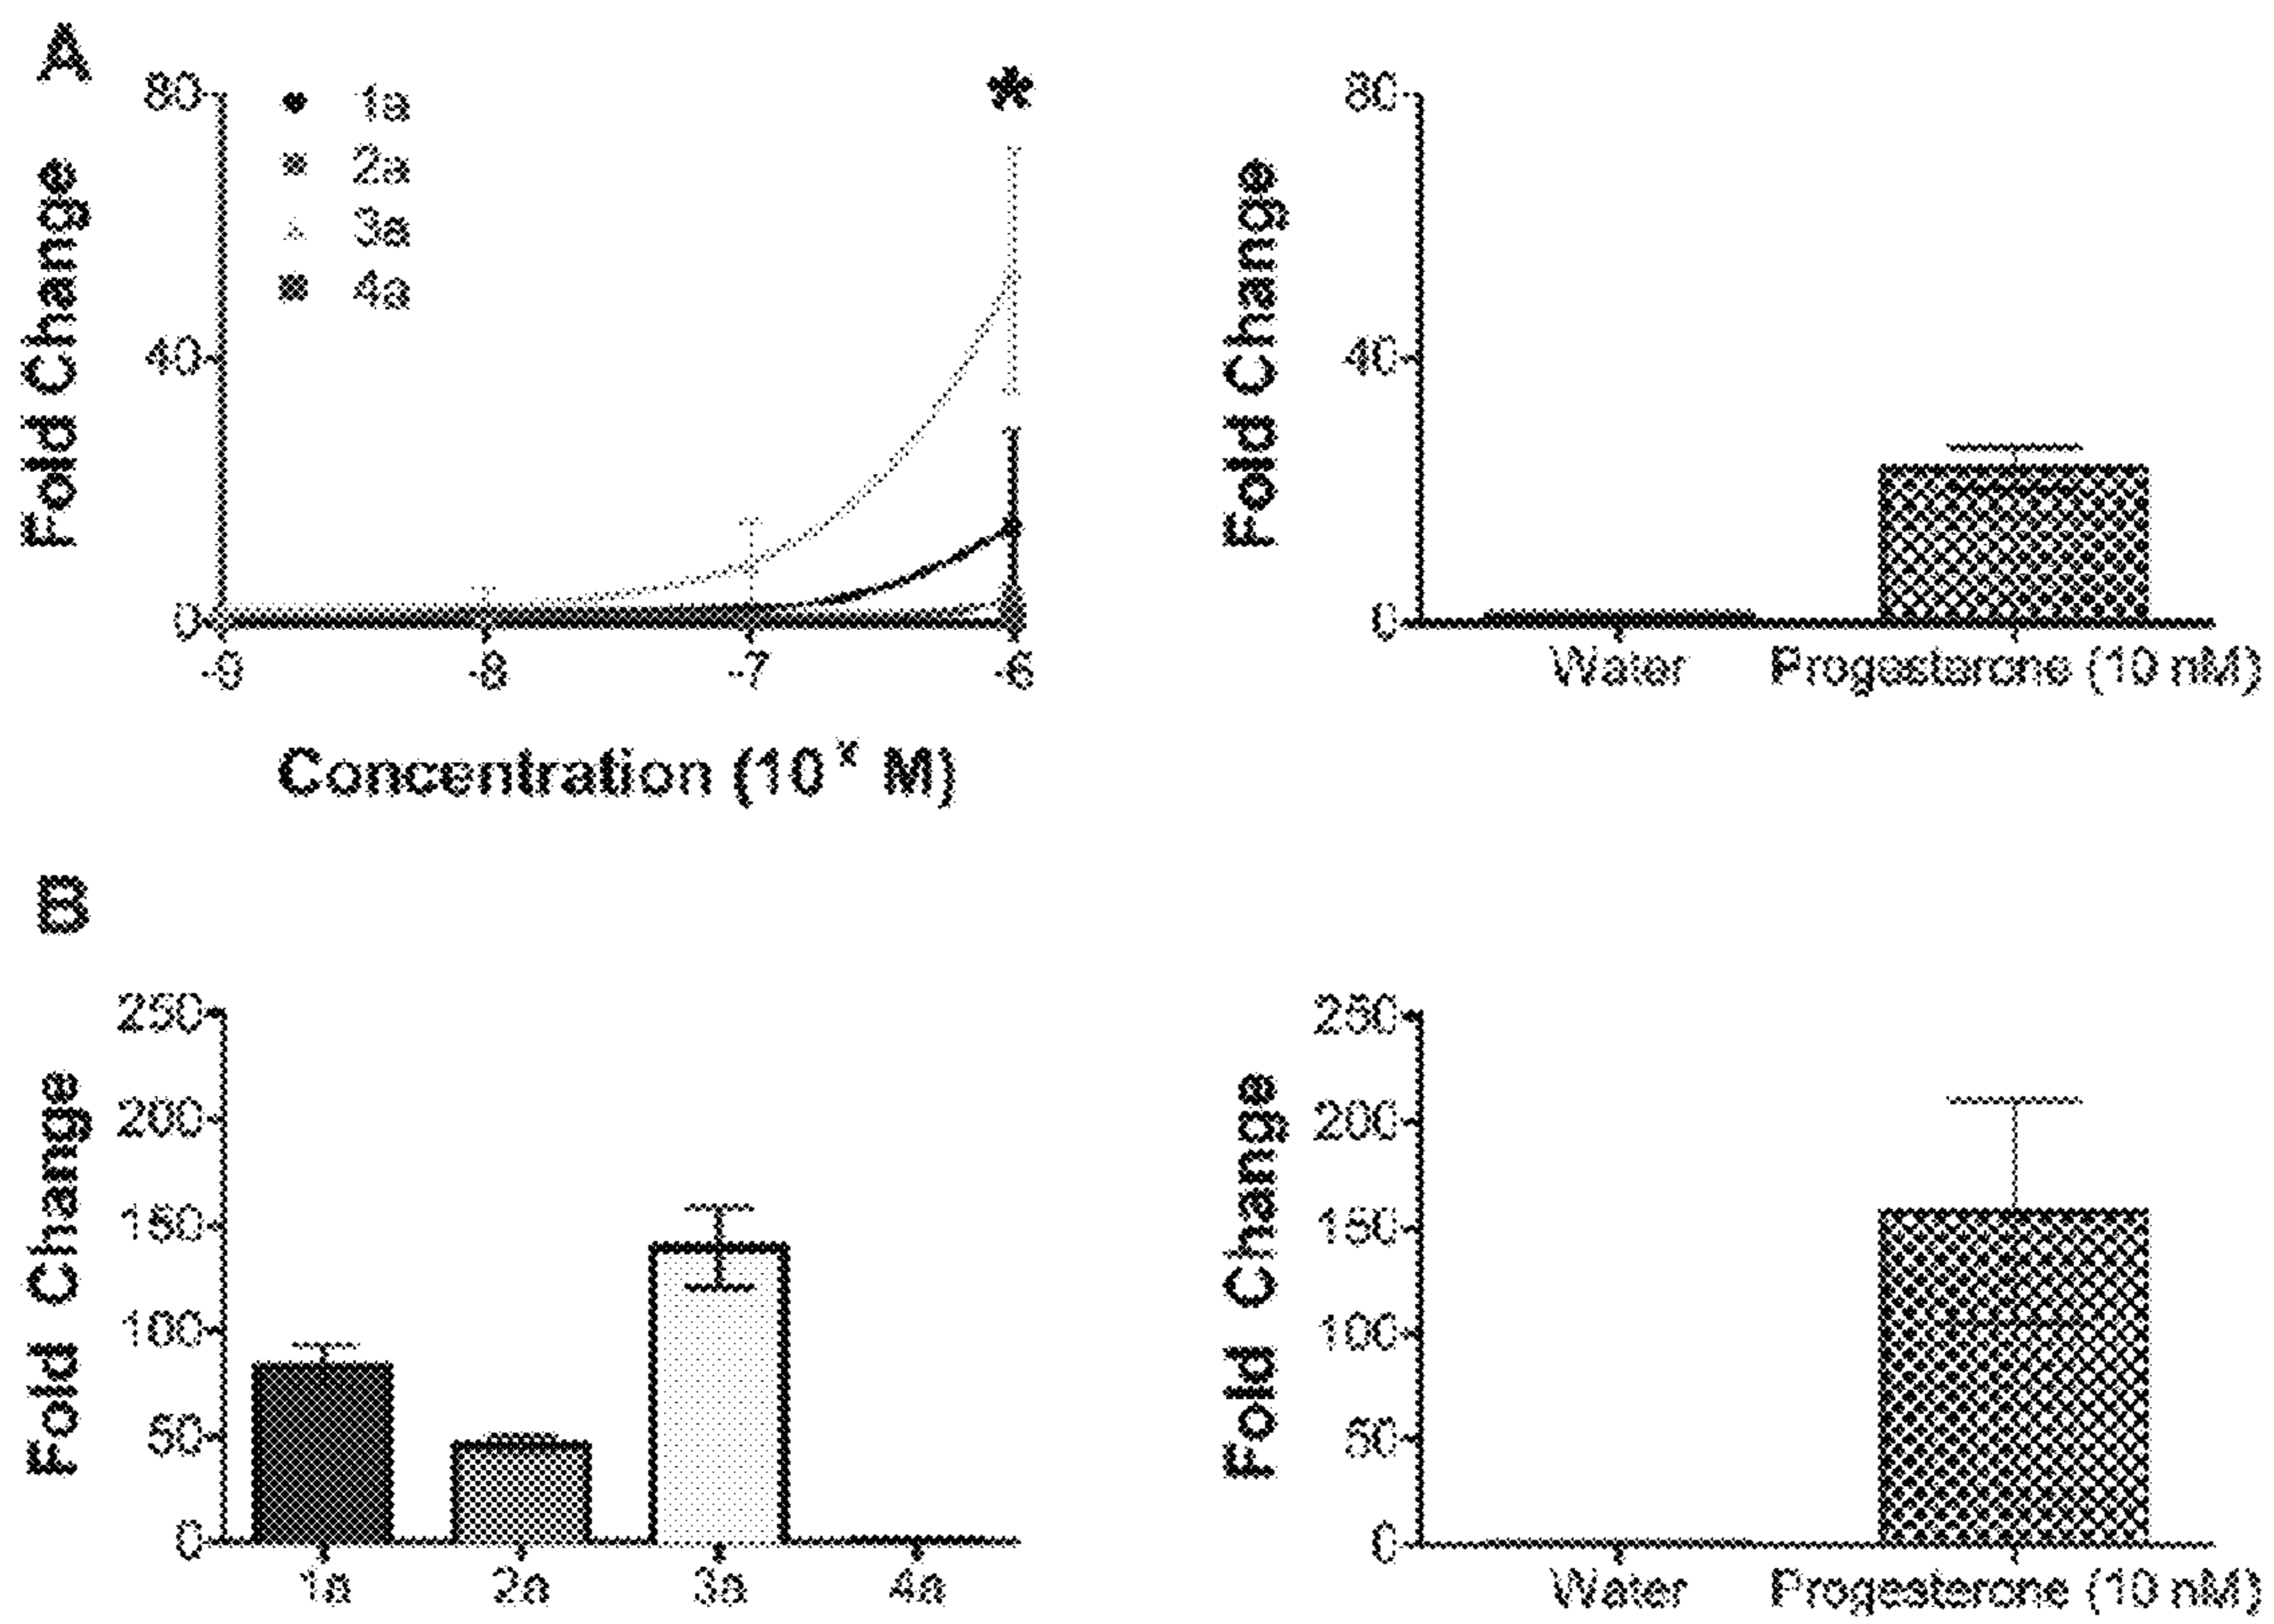 A
80
40
0
Fold Change
1a
2a
3a
4a
*
-9
-8
-7
-6
Concentration (10ˣ M)
80
40
0
Fold Change
Water
Progesterone (10 nM)
B
250
200
150
100
50
0
Fold Change
1a
2a
3a
4a
250
200
150
100
50
0
Fold Change
Water
Progesterone (10 nM)